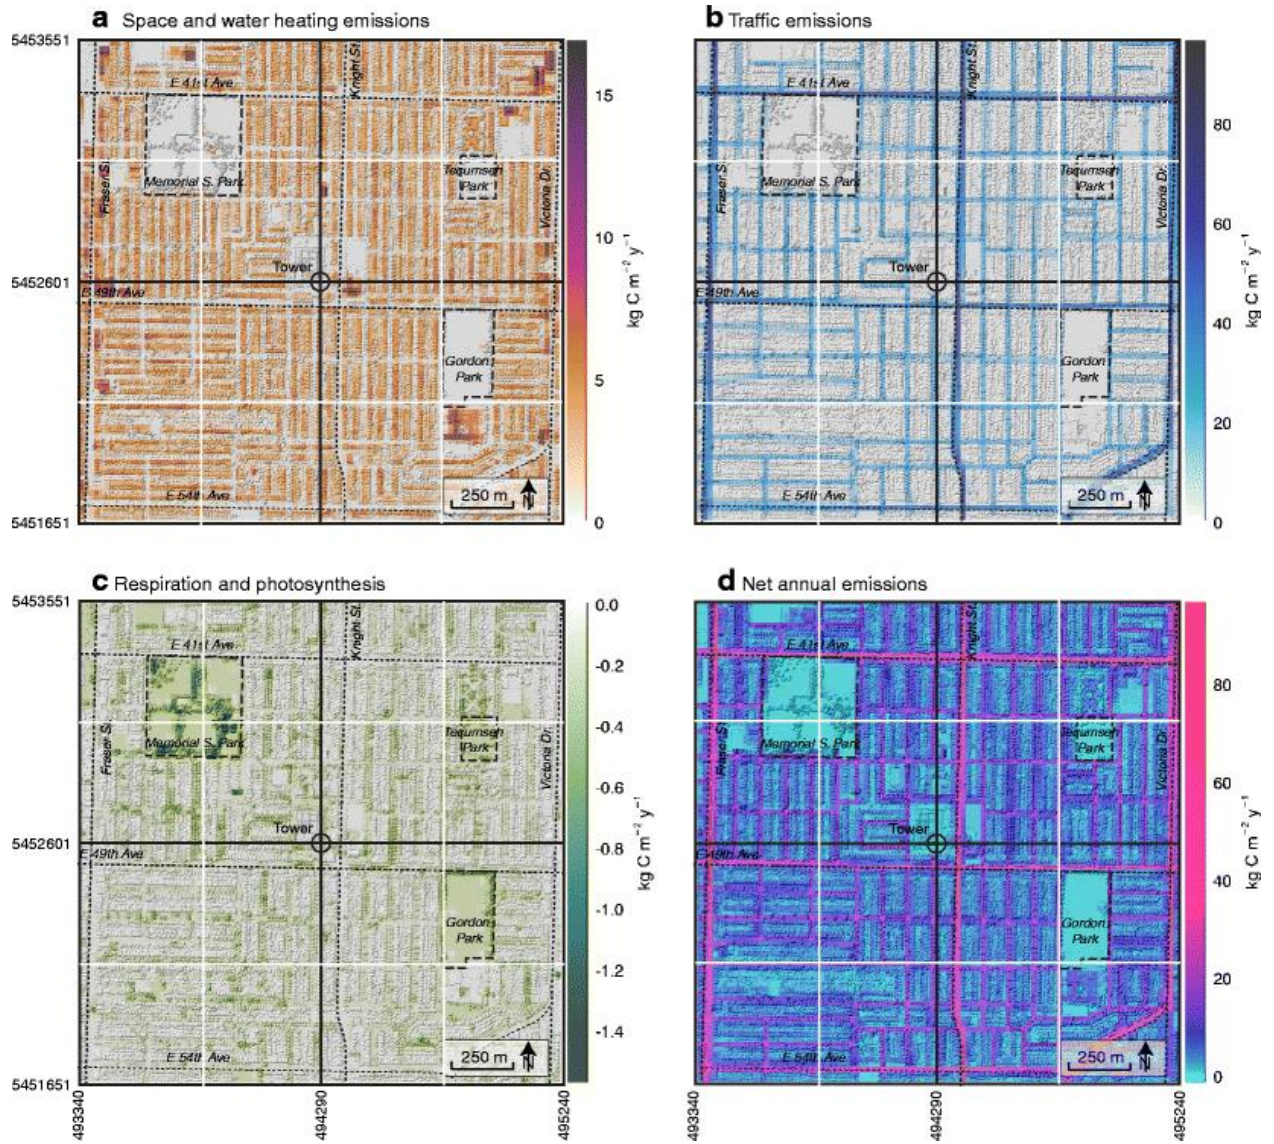 a Space and water heating emissions
5453551
5452601
5451651
E 41st Ave
Knight St.
Memorial S. Park
Fraser St.
Tecumseh
Park
Victoria Dr.
Tower
E 49th Ave
Gordon
Park
E 54th Ave
250 m
N
15
10
5
0
kg C m⁻² y⁻¹
b Traffic emissions
E 41st Ave
Knight St.
Memorial S. Park
Fraser St.
Tecumseh
Park
Victoria Dr.
Tower
E 49th Ave
Gordon
Park
E 54th Ave
250 m
N
80
60
40
20
0
kg C m⁻² y⁻¹
c Respiration and photosynthesis
5453551
5452601
5451651
E 41st Ave
Knight St.
Memorial S. Park
Fraser St.
Tecumseh
Park
Victoria Dr.
Tower
E 49th Ave
Gordon
Park
E 54th Ave
250 m
N
0.0
-0.2
-0.4
-0.6
-0.8
-1.0
-1.2
-1.4
kg C m⁻² y⁻¹
493340
494290
495240
d Net annual emissions
E 41st Ave
Knight St.
Memorial S. Park
Fraser St.
Tecumseh
Park
Victoria Dr.
Tower
E 49th Ave
Gordon
Park
E 54th Ave
250 m
N
80
60
40
20
0
kg C m⁻² y⁻¹
493340
494290
495240